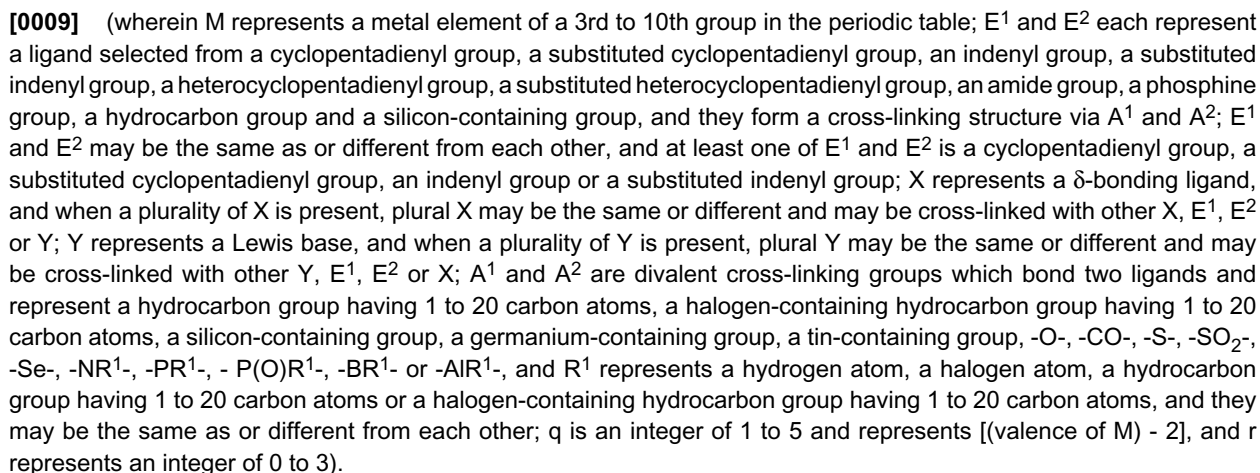 [0009] (wherein M represents a metal element of a 3rd to 10th group in the periodic table; E¹ and E² each represent
a ligand selected from a cyclopentadienyl group, a substituted cyclopentadienyl group, an indenyl group, a substituted
indenyl group, a heterocyclopentadienyl group, a substituted heterocyclopentadienyl group, an amide group, a phosphine
group, a hydrocarbon group and a silicon-containing group, and they form a cross-linking structure via A¹ and A²; E¹
and E² may be the same as or different from each other, and at least one of E¹ and E² is a cyclopentadienyl group, a
substituted cyclopentadienyl group, an indenyl group or a substituted indenyl group; X represents a δ-bonding ligand,
and when a plurality of X is present, plural X may be the same or different and may be cross-linked with other X, E¹, E²
or Y; Y represents a Lewis base, and when a plurality of Y is present, plural Y may be the same or different and may
be cross-linked with other Y, E¹, E² or X; A¹ and A² are divalent cross-linking groups which bond two ligands and
represent a hydrocarbon group having 1 to 20 carbon atoms, a halogen-containing hydrocarbon group having 1 to 20
carbon atoms, a silicon-containing group, a germanium-containing group, a tin-containing group, -O-, -CO-, -S-, -SO₂-,
-Se-, -NR¹-, -PR¹-, - P(O)R¹-, -BR¹- or -AlR¹-, and R¹ represents a hydrogen atom, a halogen atom, a hydrocarbon
group having 1 to 20 carbon atoms or a halogen-containing hydrocarbon group having 1 to 20 carbon atoms, and they
may be the same as or different from each other; q is an integer of 1 to 5 and represents [(valence of M) - 2], and r
represents an integer of 0 to 3).